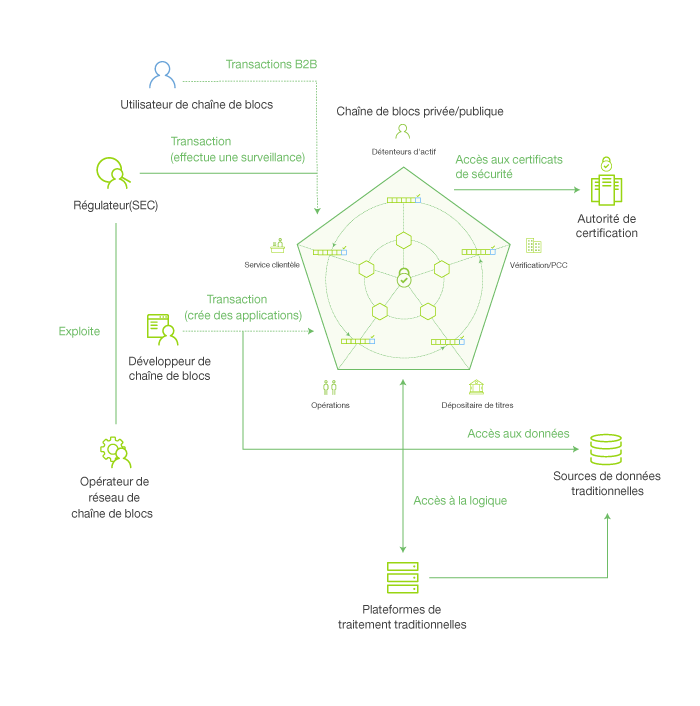 Transactions B2B
Utilisateur de chaîne de blocs
Chaîne de blocs privée/publique
Détenteurs d'actif
Transaction
(effectue une surveillance)
Accès aux certificats
de sécurité
Régulateur(SEC)
Autorité de
certification
Service clientèle
Vérification/PCC
Transaction
(crée des applications)
Exploite
Développeur de
chaîne de blocs
Opérations
Dépositaire de titres
Accès aux données
Opérateur de
réseau de
chaîne de blocs
Sources de données
traditionnelles
Accès à la logique
Plateformes de
traitement traditionnelles